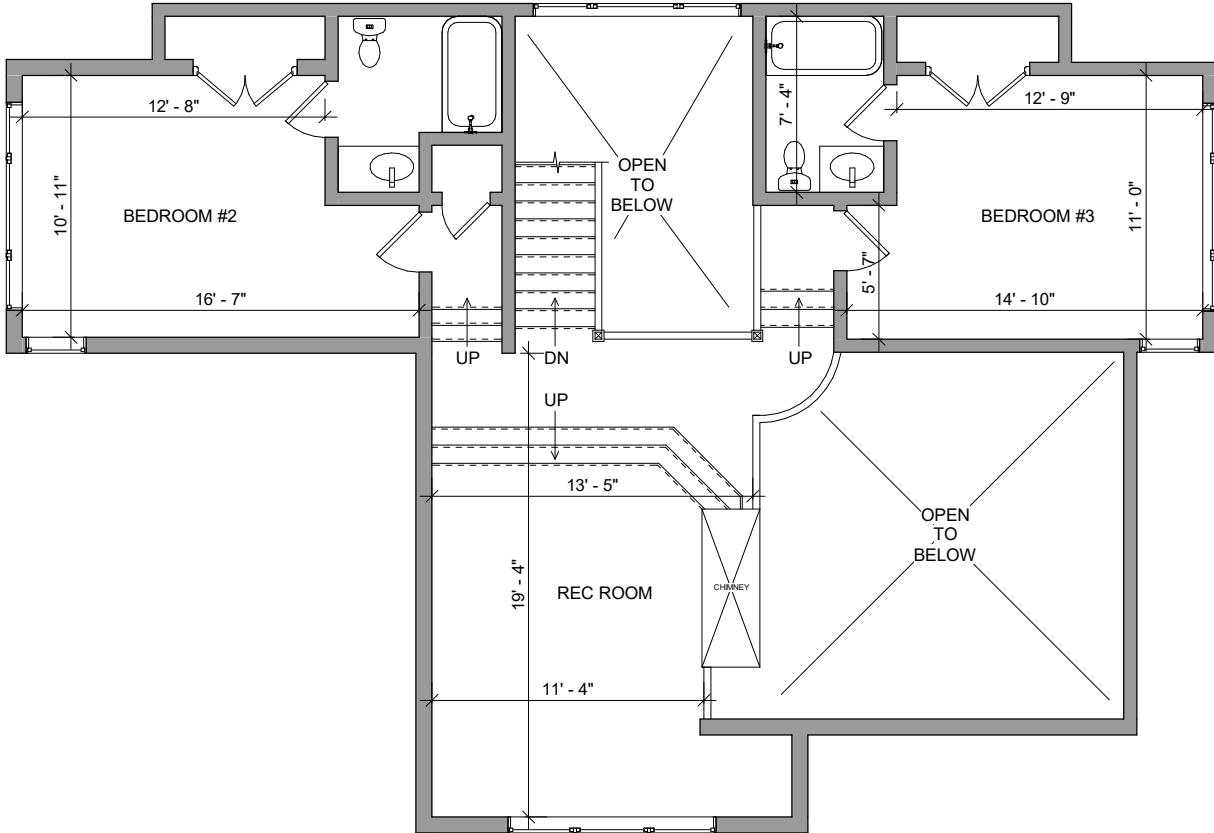 12' - 8"
7' - 4"
12' - 9"
OPEN
TO
BELOW
10' - 11"
BEDROOM #2
BEDROOM #3
11' - 0"
5' - 7"
16' - 7"
14' - 10"
UP
DN
UP
UP
13' - 5"
OPEN
TO
BELOW
19' - 4"
REC ROOM
CHIMNEY
11' - 4"